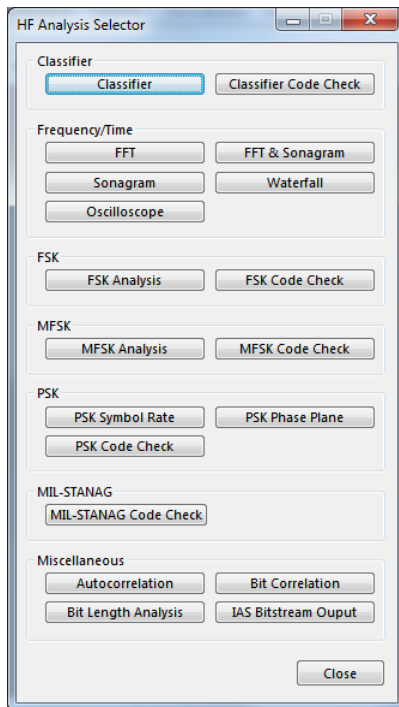 HF Analysis Selector
Classifier
Classifier Classifier Code Check
Frequency/Time
FFT FFT & Sonagram
Sonagram Waterfall
Oscilloscope
FSK
FSK Analysis FSK Code Check
MFSK
MFSK Analysis MFSK Code Check
PSK
PSK Symbol Rate PSK Phase Plane
PSK Code Check
MIL-STANAG
MIL-STANAG Code Check
Miscellaneous
Autocorrelation Bit Correlation
Bit Length Analysis IAS Bitstream Ouput
Close